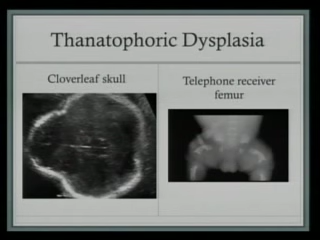 Thanatophoric Dysplasia
Cloverleaf skull
Telephone receiver
femur